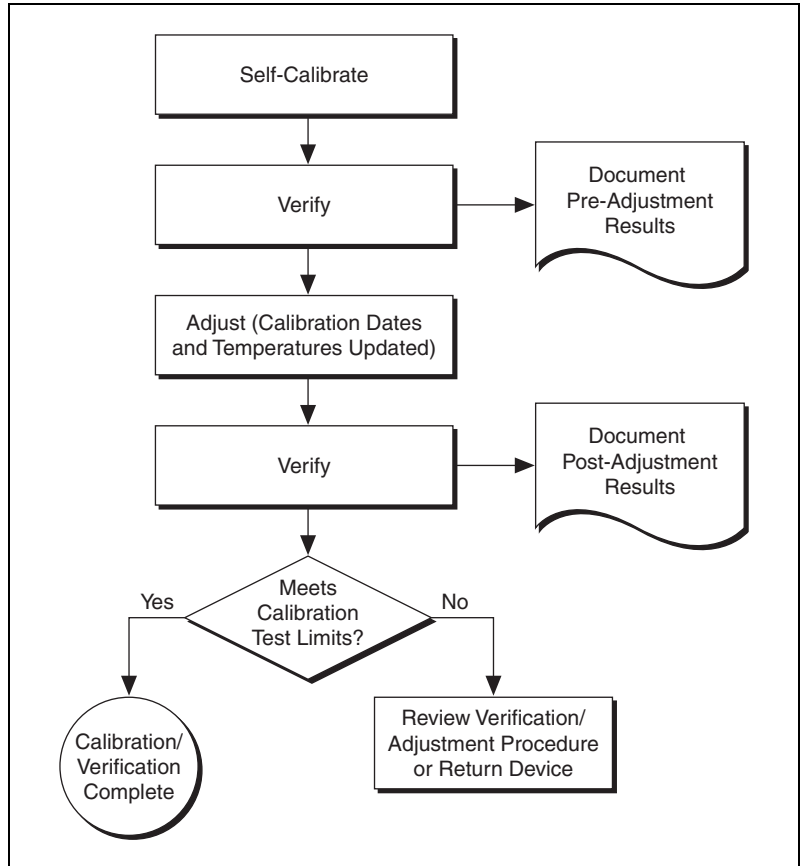 Self-Calibrate
Verify
Document
Pre-Adjustment
Results
Adjust (Calibration Dates
and Temperatures Updated)
Verify
Document
Post-Adjustment
Results
Meets
Calibration
Test Limits?
Yes
No
Calibration/
Verification
Complete
Review Verification/
Adjustment Procedure
or Return Device